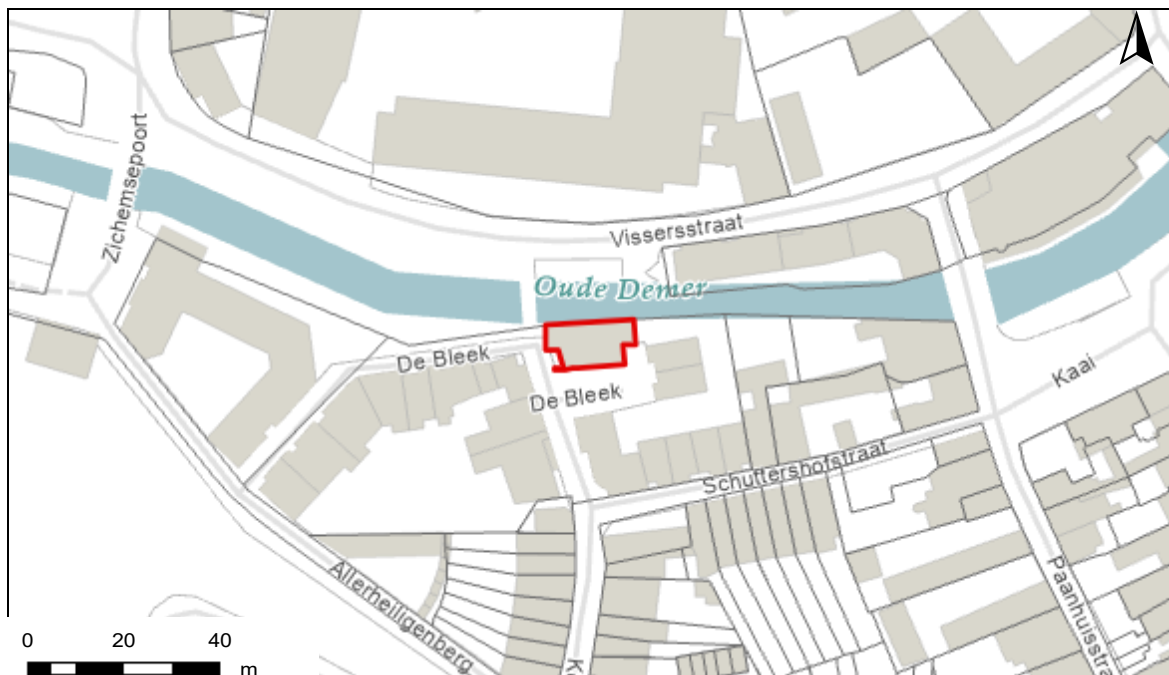 Zichemsepoort
Vissersstraat
Oude Demer
De Bleek
De Bleek
Kaai
Schuttershofstraat
Allerheiligenberg
Paanhuisstra
0 20 40
m